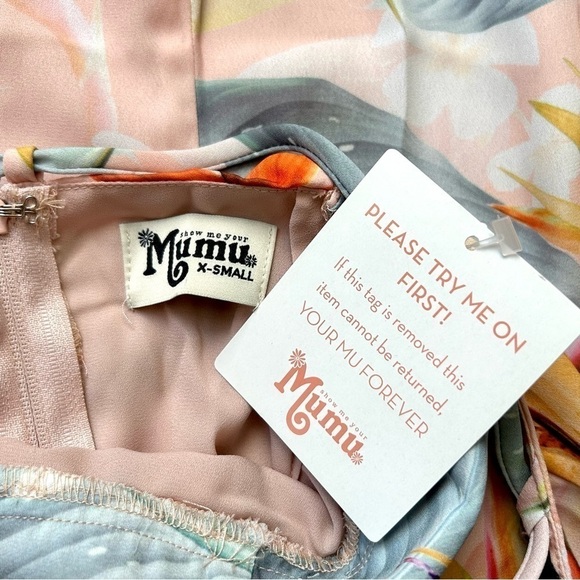 show me your
Mumu
X-SMALL
PLEASE TRY ME ON
FIRST!
If this tag is removed this
item cannot be returned,
YOUR MU FOREVER
show me your
Mumu